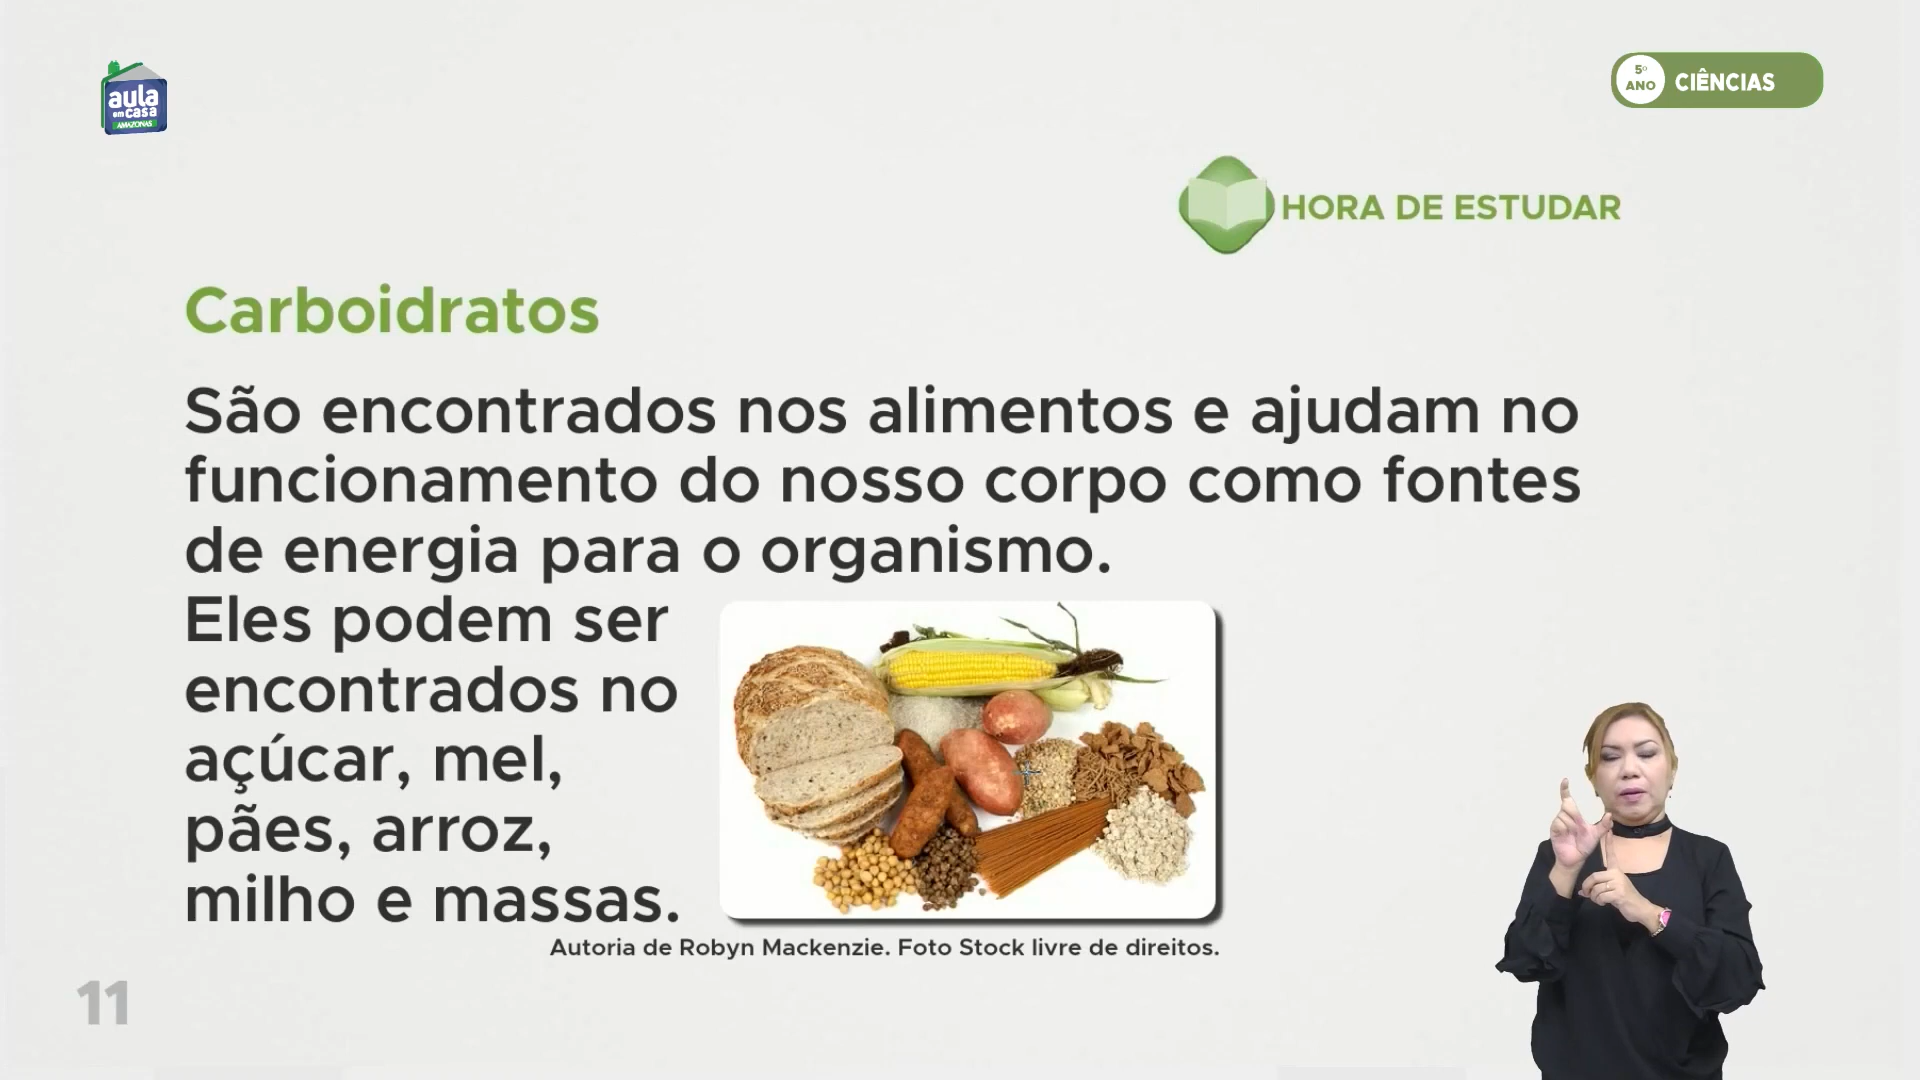 aula
em casa
AMAZONAS
5º
ANO
CIÊNCIAS
HORA DE ESTUDAR
Carboidratos
São encontrados nos alimentos e ajudam no
funcionamento do nosso corpo como fontes
de energia para o organismo.
Eles podem ser
encontrados no
açúcar, mel,
pães, arroz,
milho e massas.
Autoria de Robyn Mackenzie. Foto Stock livre de direitos.
11